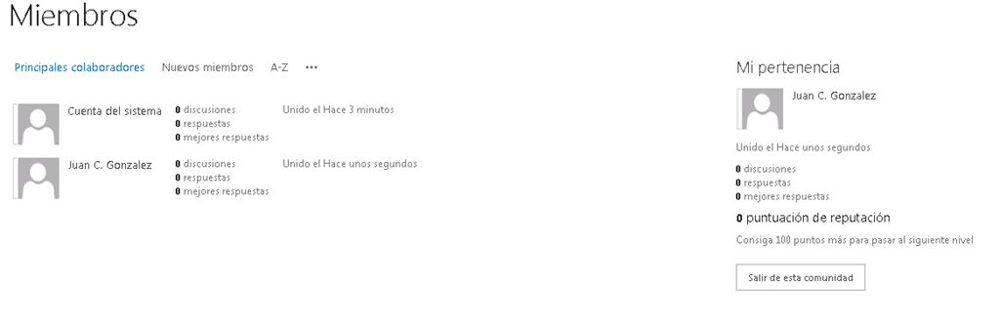 Miembros
Principales colaboradores Nuevos miembros A-Z •••
Cuenta del sistema
0 discusiones
0 respuestas
0 mejores respuestas
Unido el Hace 3 minutos
Juan C. Gonzalez
0 discusiones
0 respuestas
0 mejores respuestas
Unido el Hace unos segundos
Mi pertenencia
Juan C. Gonzalez
Unido el Hace unos segundos
0 discusiones
0 respuestas
0 mejores respuestas
0 puntuación de reputación
Consiga 100 puntos más para pasar al siguiente nivel
Salir de esta comunidad